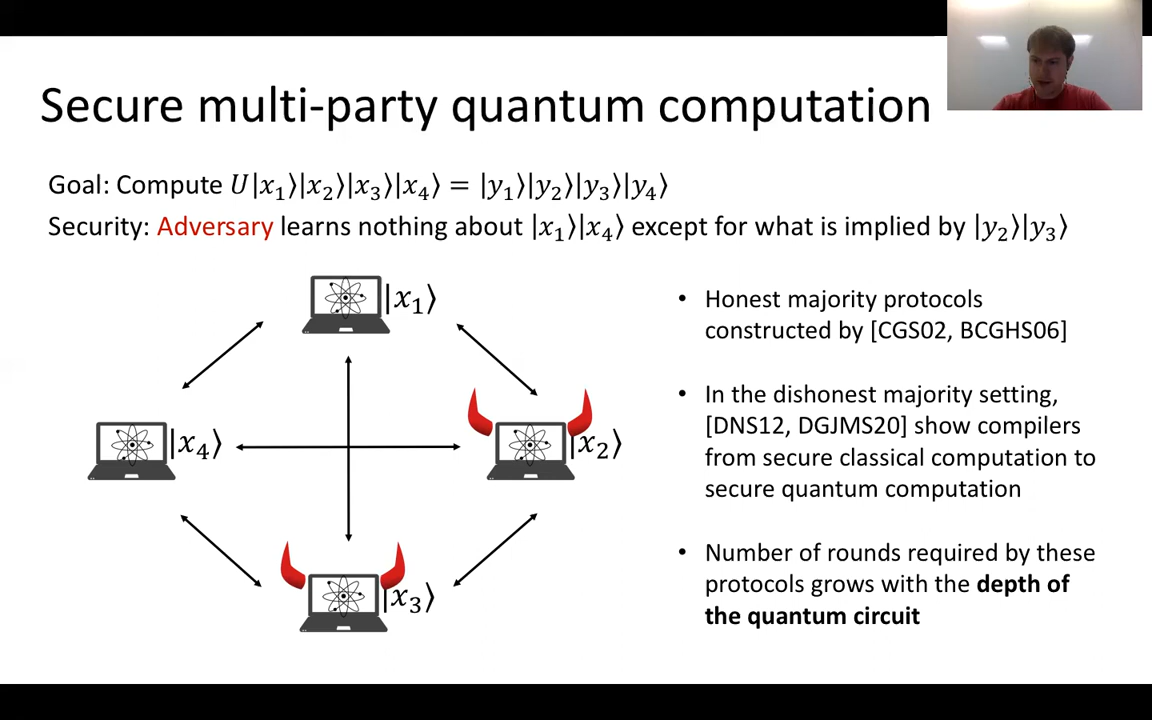 Secure multi-party quantum computation
Goal: Compute 𝑈|𝑥₁⟩|𝑥₂⟩|𝑥₃⟩|𝑥₄⟩ = |𝑦₁⟩|𝑦₂⟩|𝑦₃⟩|𝑦₄⟩
Security: Adversary learns nothing about |𝑥₁⟩|𝑥₄⟩ except for what is implied by |𝑦₂⟩|𝑦₃⟩
|𝑥₁⟩
|𝑥₄⟩
|𝑥₂⟩
|𝑥₃⟩
• Honest majority protocols
constructed by [CGS02, BCGHS06]
• In the dishonest majority setting,
[DNS12, DGJMS20] show compilers
from secure classical computation to
secure quantum computation
• Number of rounds required by these
protocols grows with the depth of
the quantum circuit